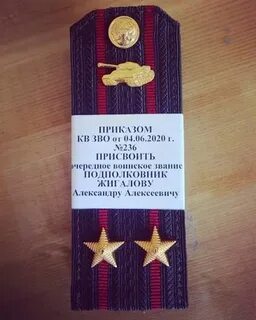 ПРИКАЗОМ
КВ ЗВО от 04.06.2020 г.
№236
ПРИСВОИТЬ
очередное воинское звание
ПОДПОЛКОВНИК
ЖИГАЛОВУ
Александру Алексеевичу